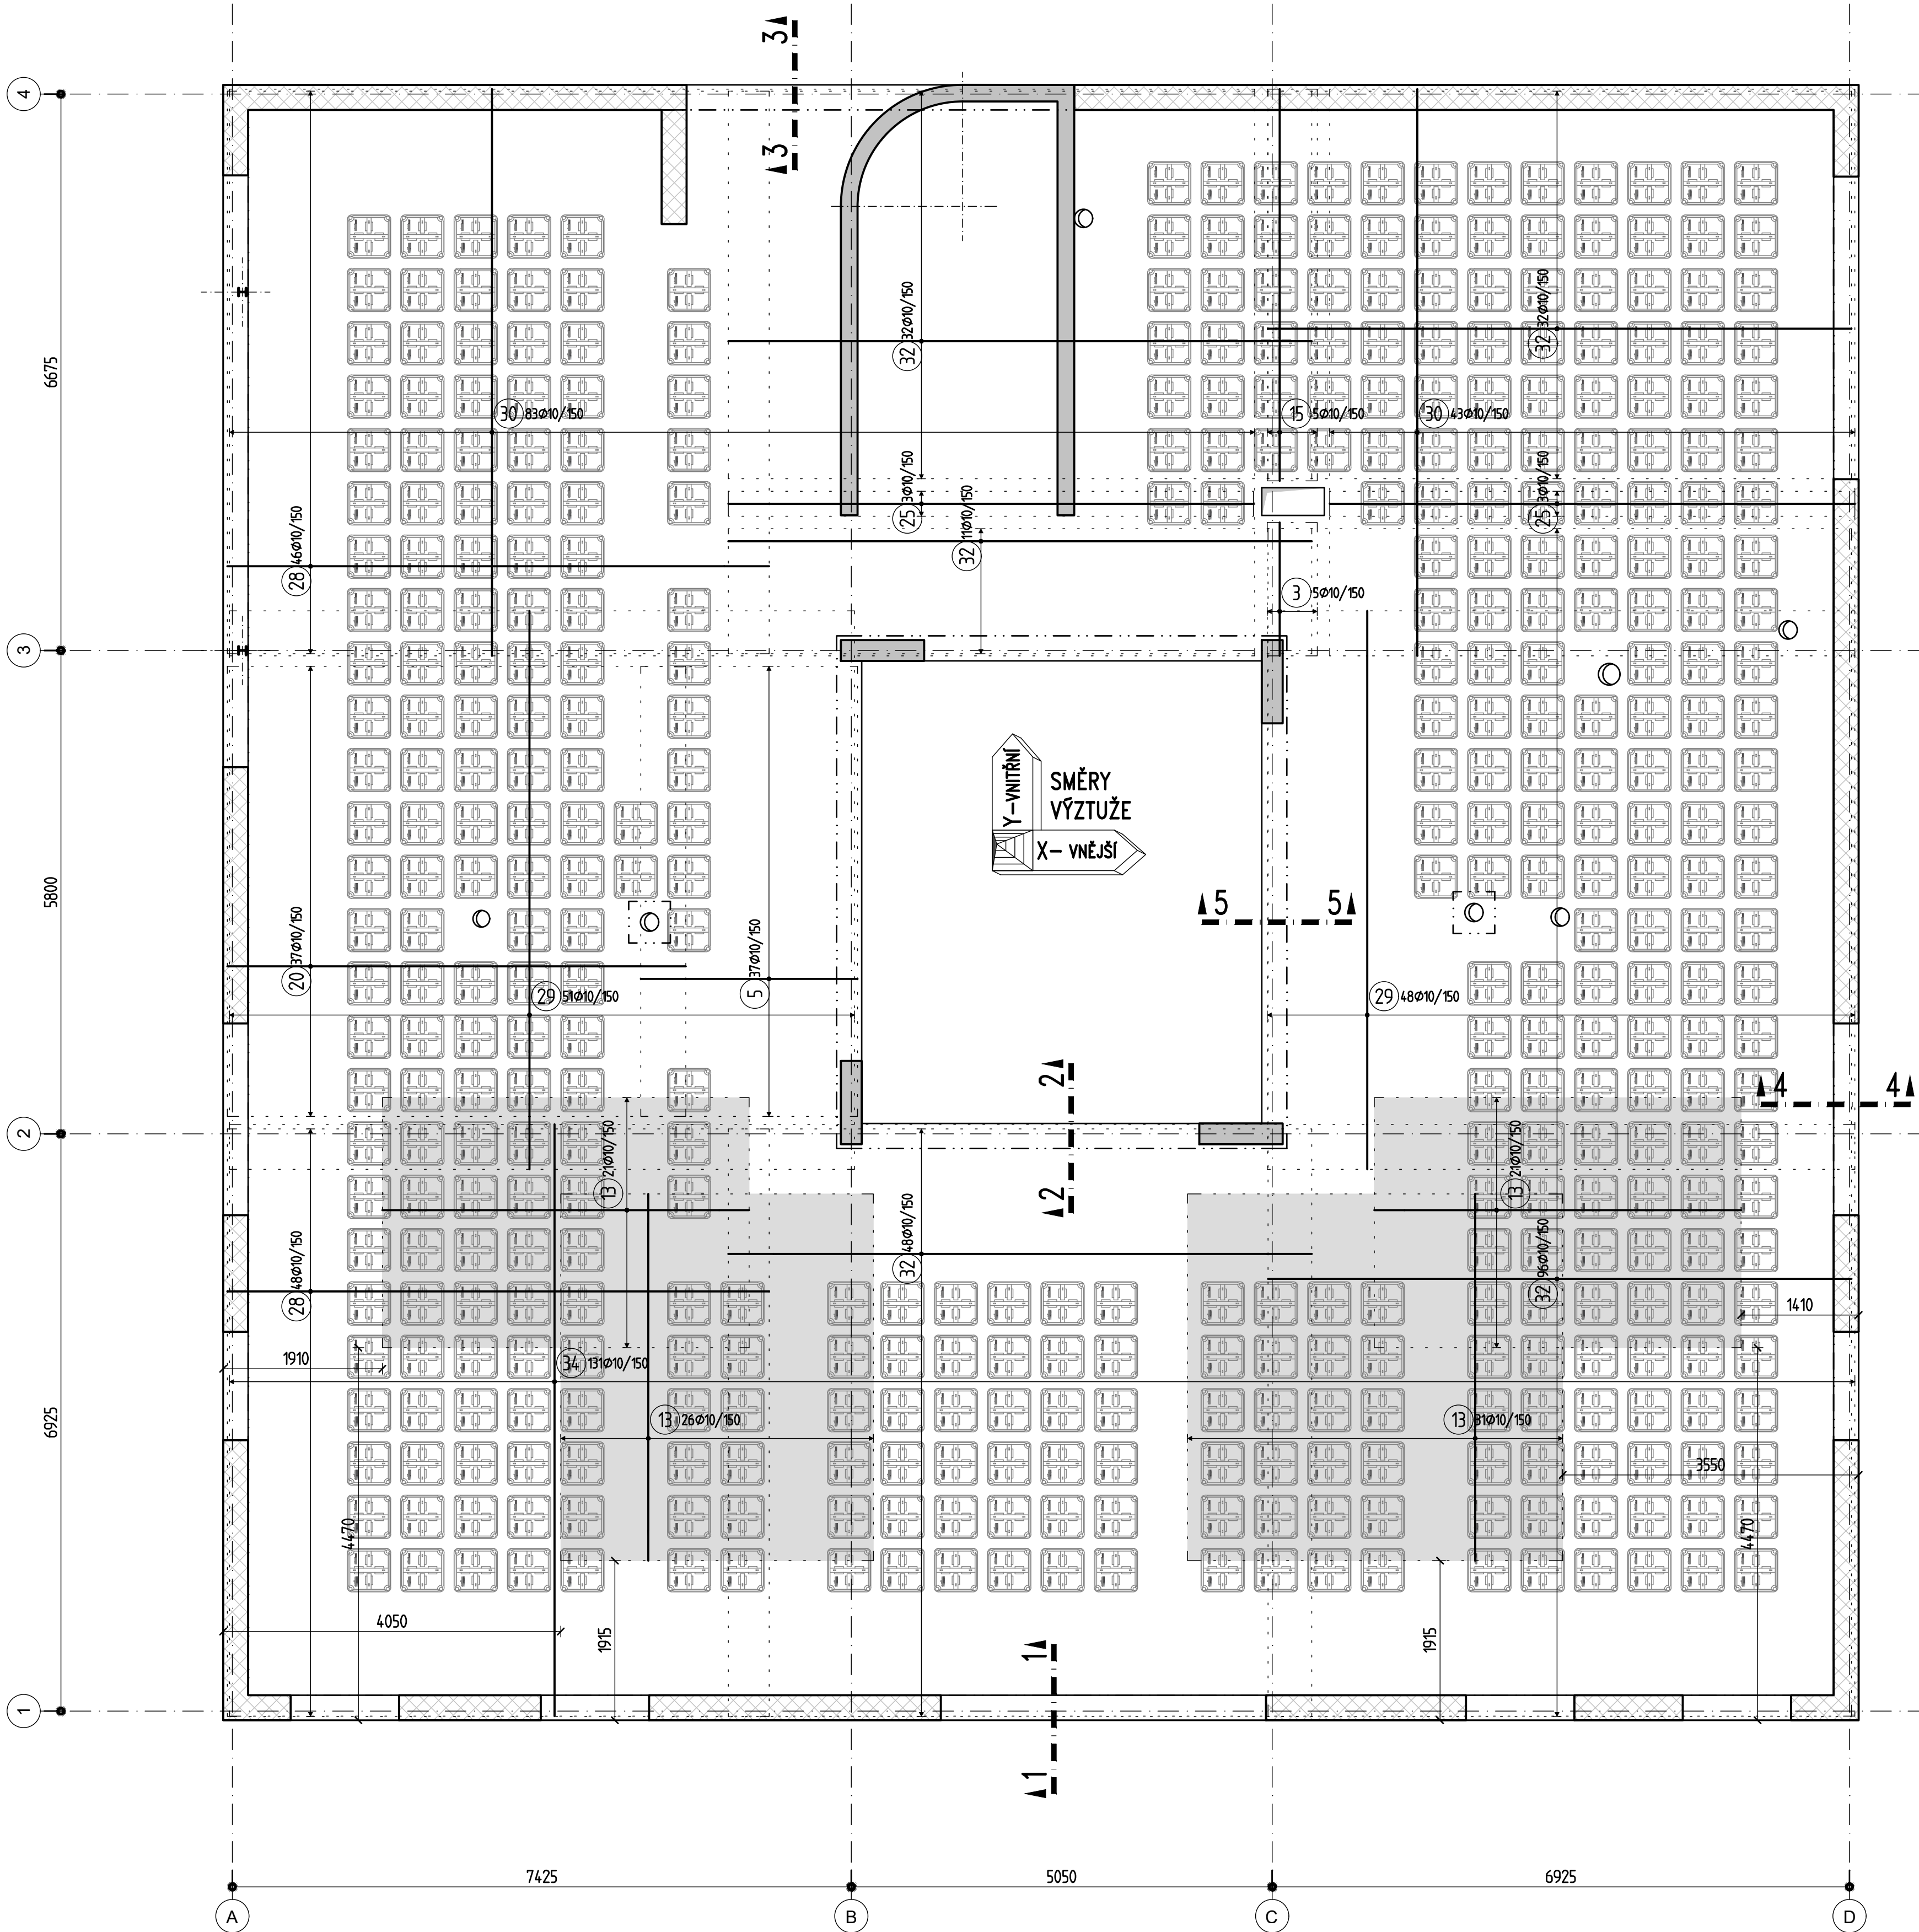 3
3
4
32 32Ø10/150
32 32Ø10/150
6675
30 83Ø10/150
15 5Ø10/150
30 43Ø10/150
25 3Ø10/150
25 3Ø10/150
32 11Ø10/150
28 46Ø10/150
3 5Ø10/150
3
Y-VNITŘNÍ
SMĚRY
VÝZTUŽE
X- VNĚJŠÍ
5800
5
5
20 37Ø10/150
5 37Ø10/150
29 51Ø10/150
29 48Ø10/150
2
4
4
2
13 21Ø10/150
13 21Ø10/150
2
32 48Ø10/150
32 96Ø10/150
28 48Ø10/150
1410
1910
34 131Ø10/150
6925
13 26Ø10/150
13 31Ø10/150
3550
4470
4470
4050
1915
1915
1
1
1
7425
5050
6925
A
B
C
D